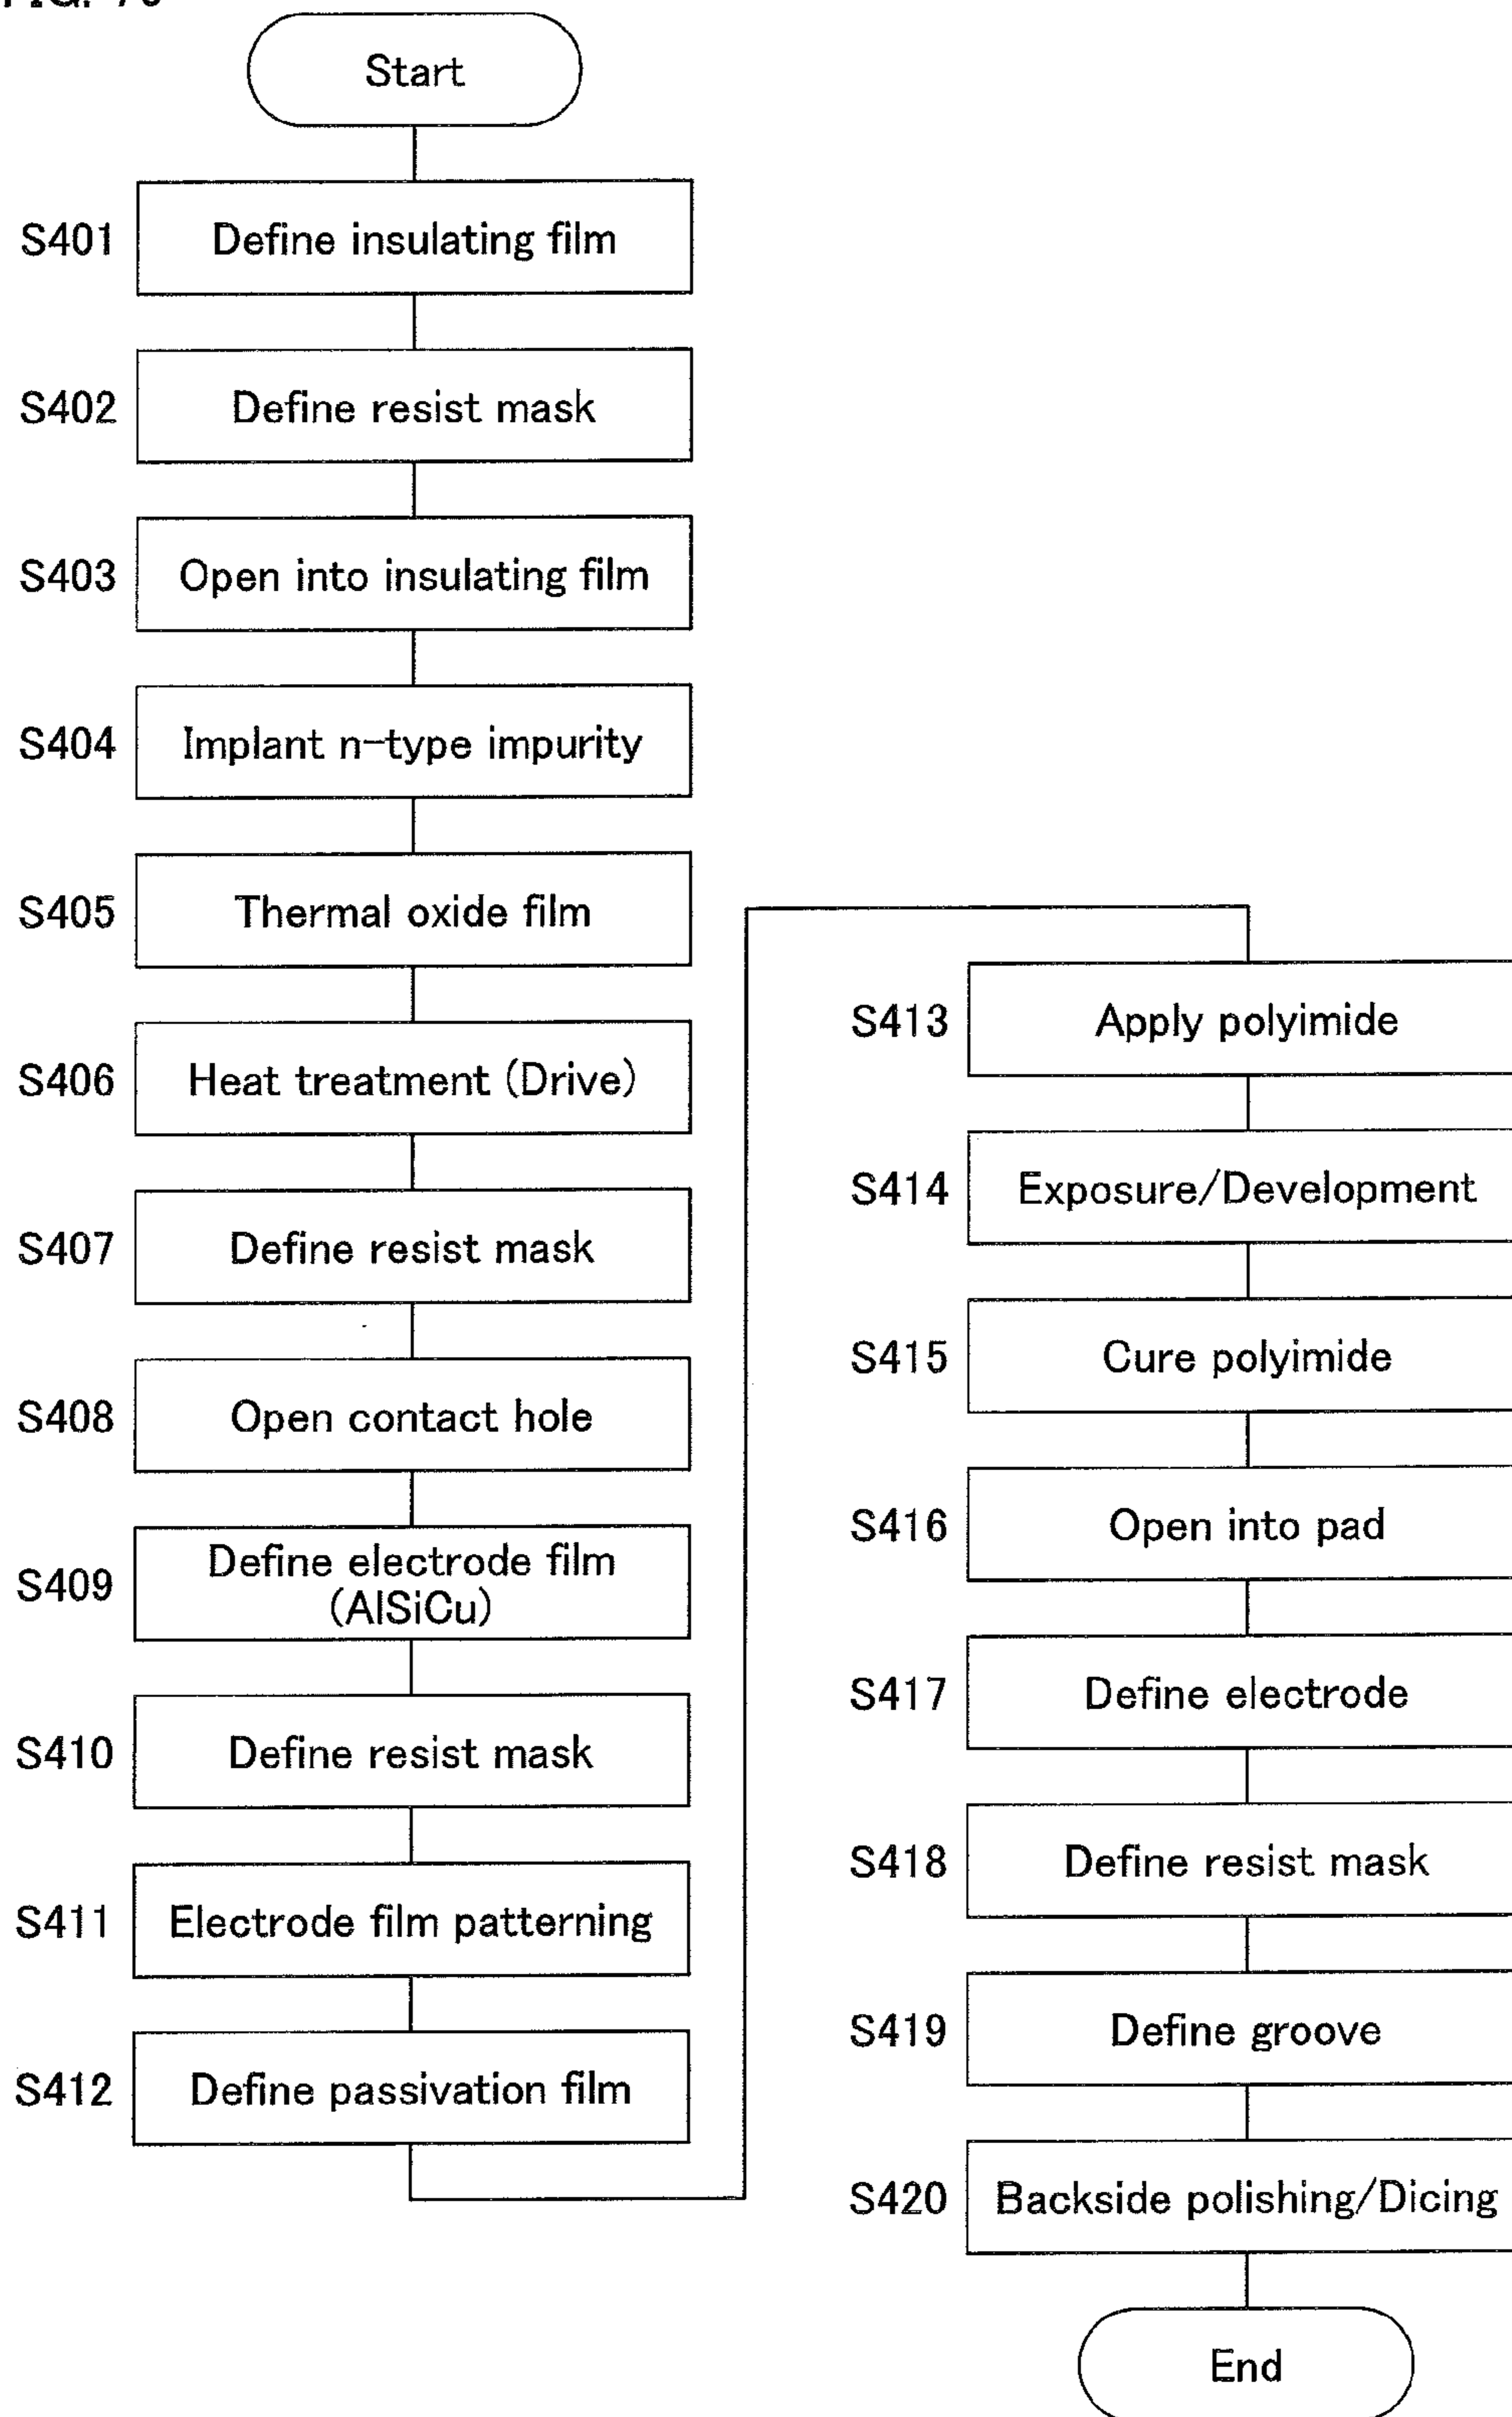 Start
S401 Define insulating film
S402 Define resist mask
S403 Open into insulating film
S404 Implant n-type impurity
S405 Thermal oxide film
S406 Heat treatment (Drive)
S407 Define resist mask
S408 Open contact hole
S409 Define electrode film
(AlSiCu)
S410 Define resist mask
S411 Electrode film patterning
S412 Define passivation film
S413 Apply polyimide
S414 Exposure/Development
S415 Cure polyimide
S416 Open into pad
S417 Define electrode
S418 Define resist mask
S419 Define groove
S420 Backside polishing/Dicing
End